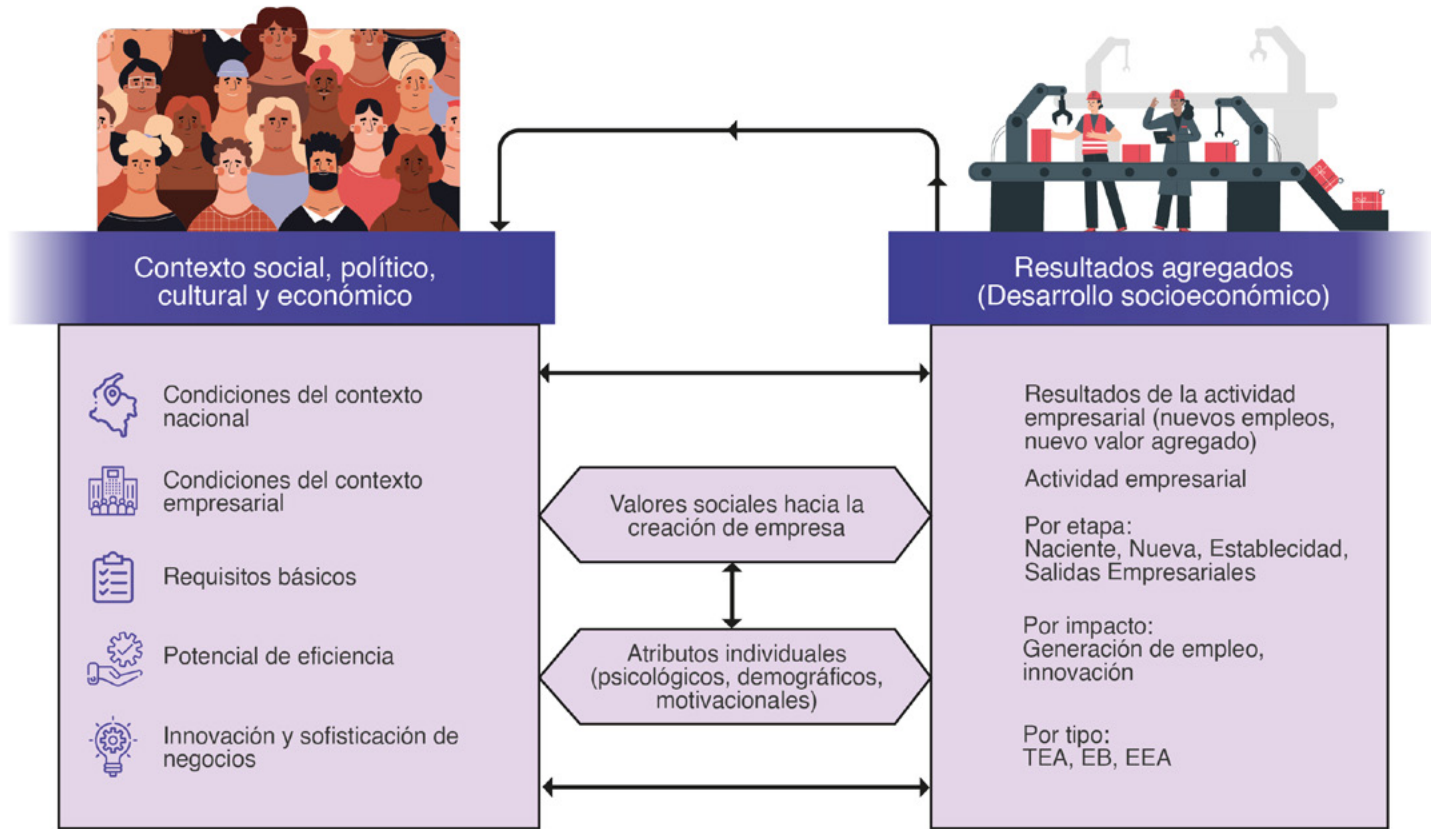 Contexto social, político,
cultural y económico
Condiciones del contexto
nacional
Condiciones del contexto
empresarial
Requisitos básicos
Potencial de eficiencia
Innovación y sofisticación de
negocios
Valores sociales hacia la
creación de empresa
Atributos individuales
(psicológicos, demográficos,
motivacionales)
Resultados agregados
(Desarrollo socioeconómico)
Resultados de la actividad
empresarial (nuevos empleos,
nuevo valor agregado)
Actividad empresarial
Por etapa:
Naciente, Nueva, Establecidad,
Salidas Empresariales
Por impacto:
Generación de empleo,
innovación
Por tipo:
TEA, EB, EEA